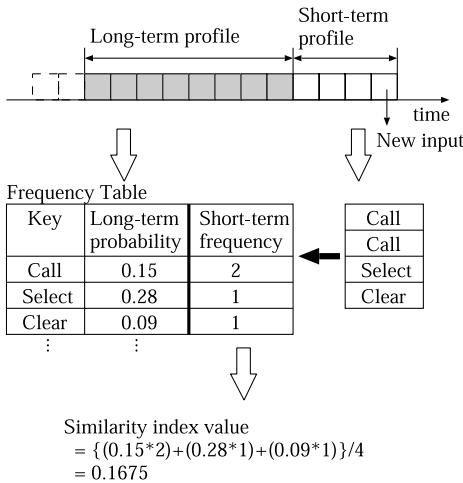 Long-term profile
Short-term
profile
time
New input
Frequency Table
Key Long-term Short-term
probability frequency
Call 0.15 2
Select 0.28 1
Clear 0.09 1
⋮ ⋮
Call
Call
Select
Clear
Similarity index value
= {(0.15*2)+(0.28*1)+(0.09*1)}/4
= 0.1675